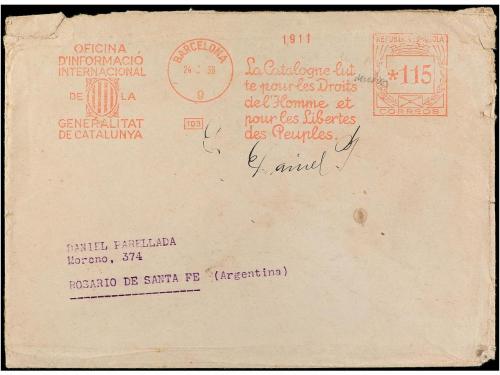 OFICINA
D'INFORMACIÓ
INTERNACIONAL
DE LA
GENERALITAT
DE CATALUNYA
BARCELONA
9
103
1911
La Catalogne lut
te pour les Droits
de l'Homme et
pour les Libertes
des Peuples.
REPUBLICA ESPAÑOLA
*115
CORREOS
Daniel
DANIEL PARELLADA
Moreno, 374
ROSARIO DE SANTA FE (Argentina)